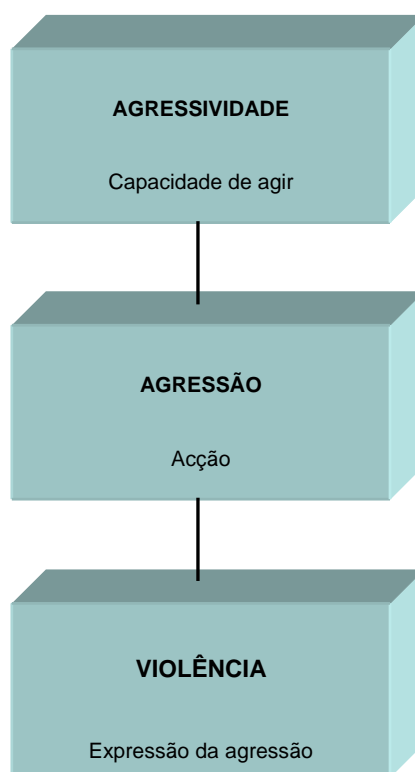 AGRESSIVIDADE
Capacidade de agir
AGRESSÃO
Acção
VIOLÊNCIA
Expressão da agressão